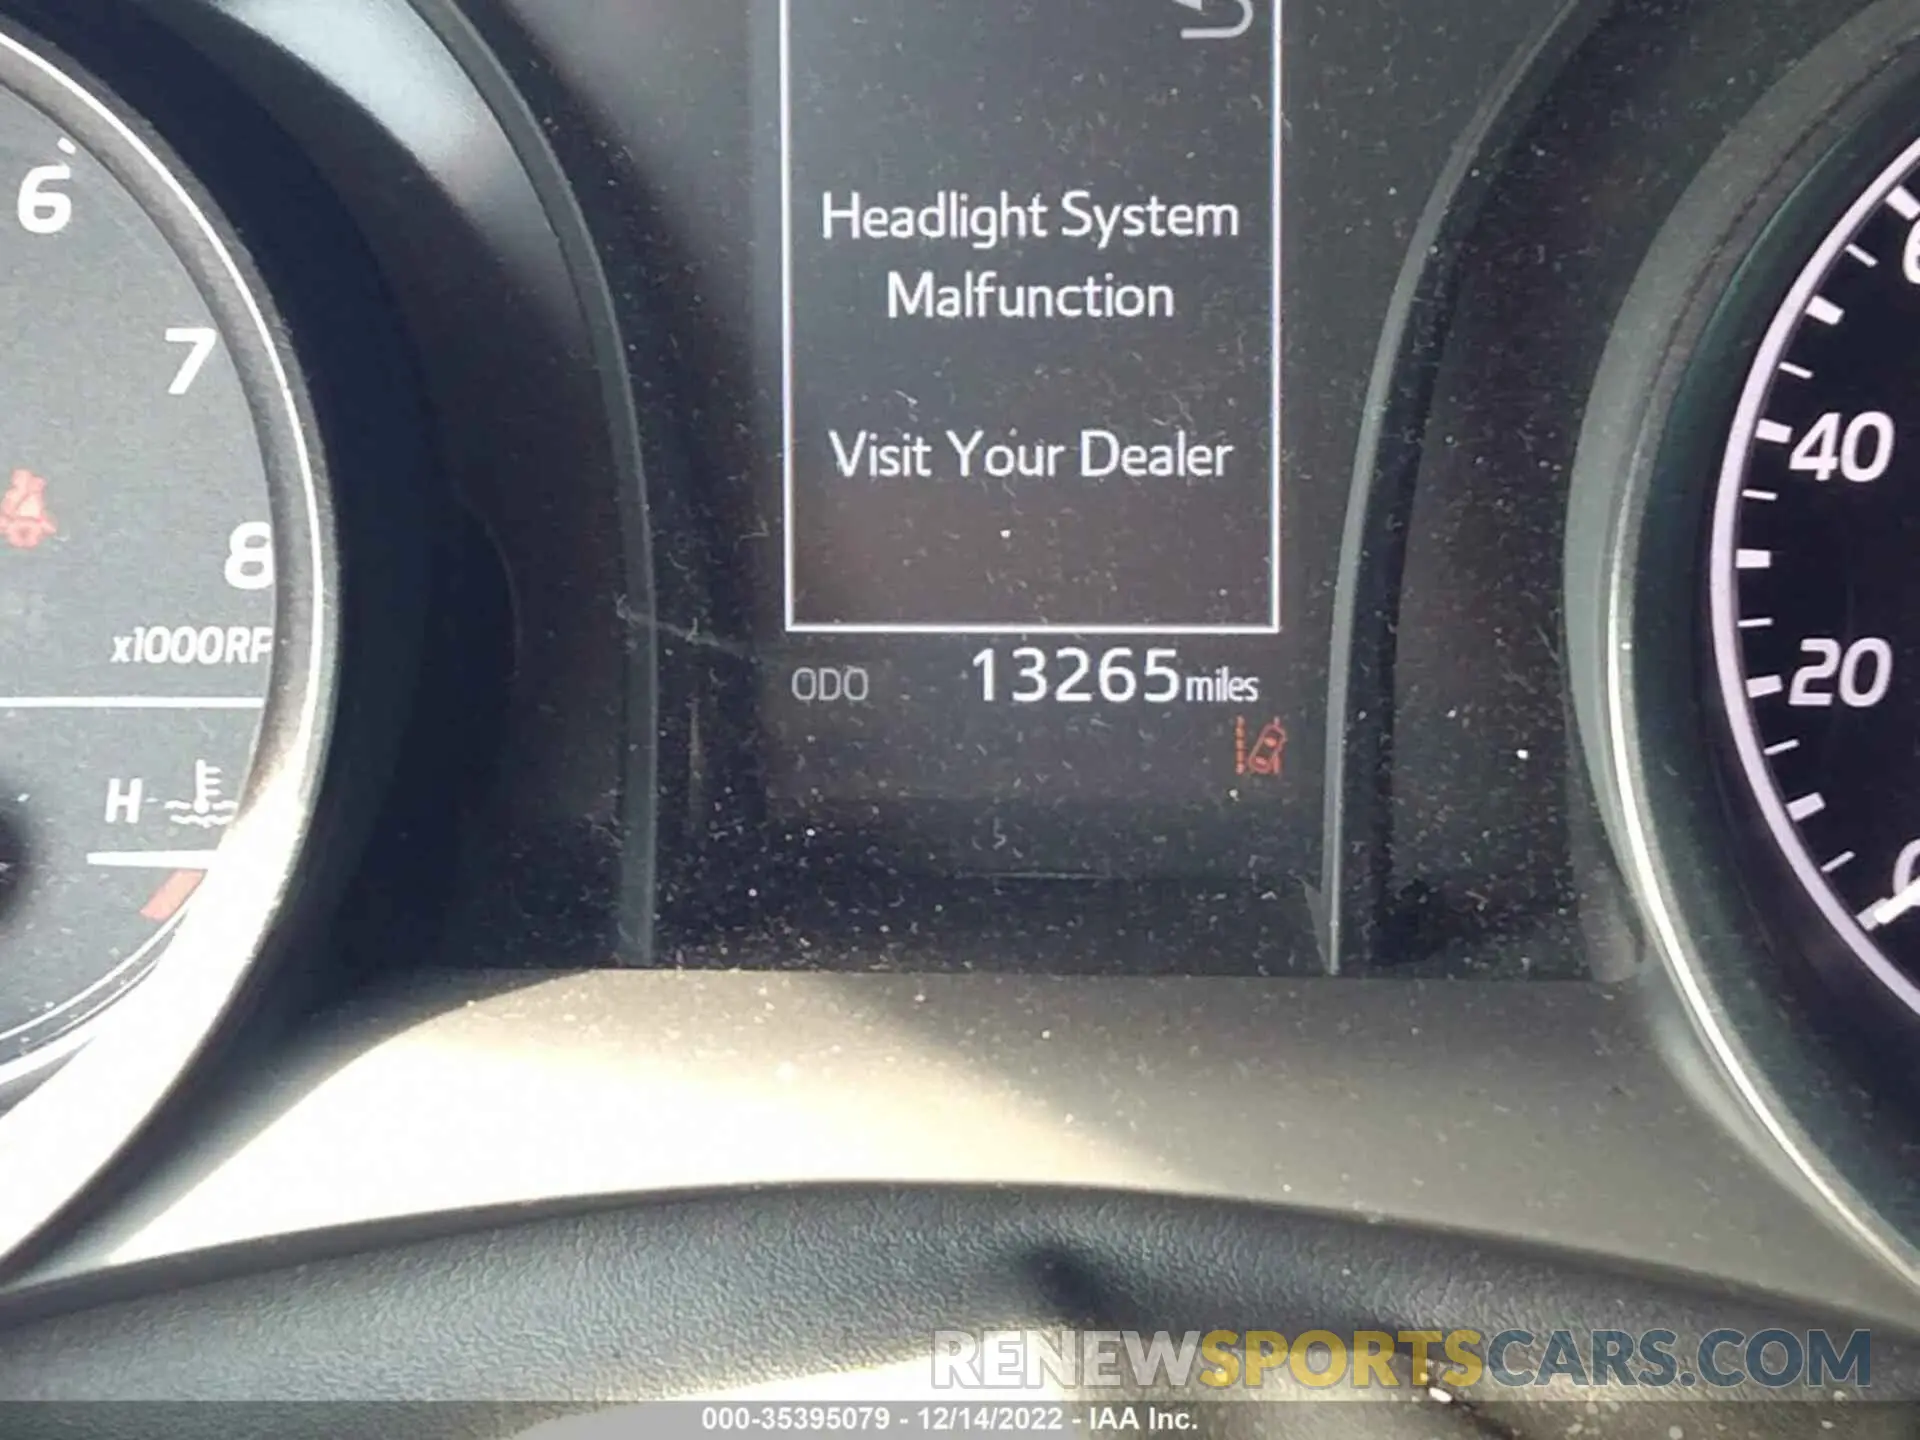 Headlight System
Malfunction
Visit Your Dealer
ODO 13265 miles
6
7
8
x1000RP
H
40
20
0
RENEWSPORTSCARS.COM
000-35395079 - 12/14/2022 - IAA Inc.